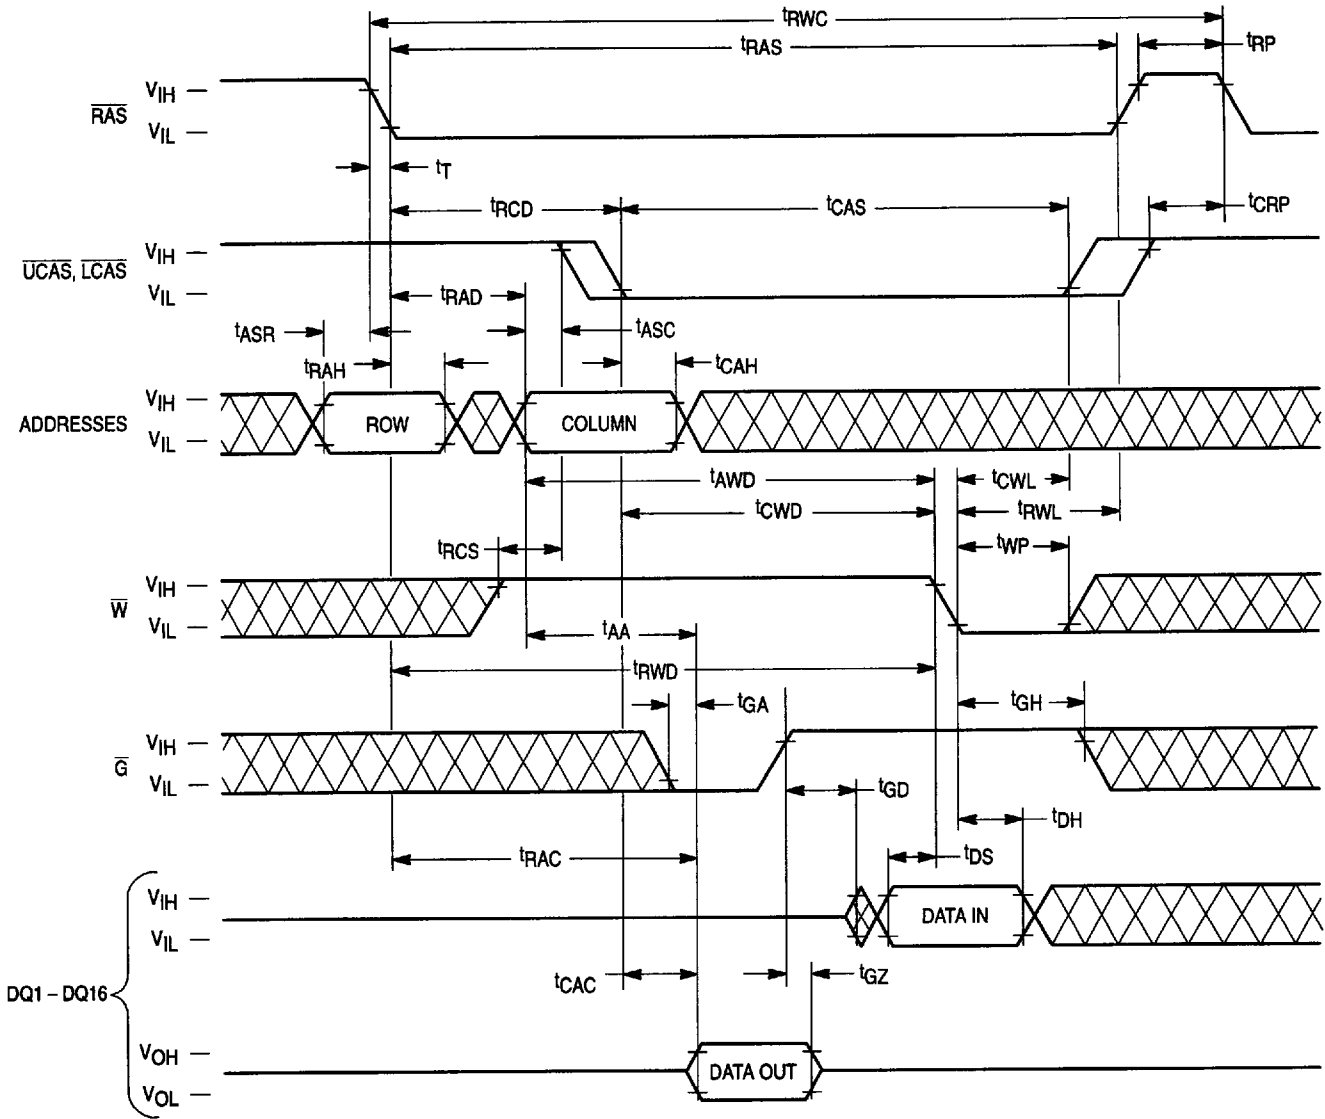 tRWC
tRAS
tRP
RAS
VIH
VIL
tT
tRCD
tCAS
tCRP
UCAS, LCAS
VIH
VIL
tRAD
tASR
tASC
tRAH
tCAH
ADDRESSES
VIH
VIL
ROW
COLUMN
tAWD
tCWL
tCWD
tRWL
tRCS
tWP
W
VIH
VIL
tAA
tRWD
tGA
tGH
G
VIH
VIL
tGD
tDH
tRAC
tDS
VIH
VIL
DATA IN
tCAC
tGZ
DQ1 – DQ16
VOH
VOL
DATA OUT